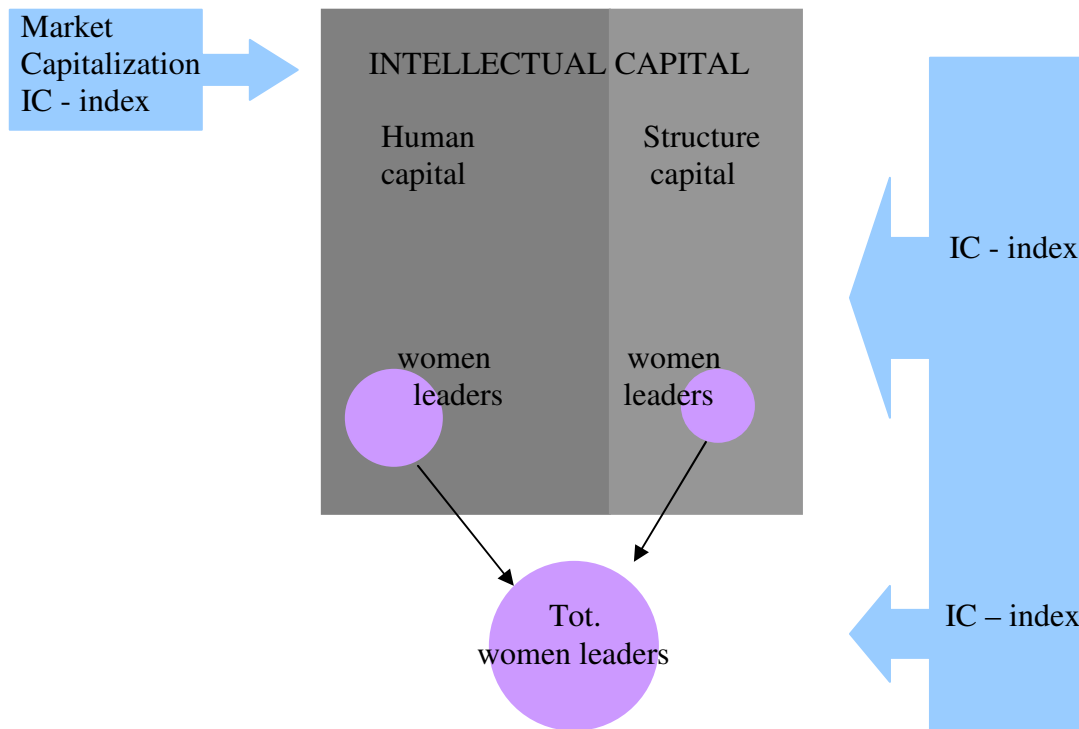 Market
Capitalization
IC - index
INTELLECTUAL CAPITAL
Human
capital
Structure
capital
IC - index
women
leaders
women
leaders
Tot.
women leaders
IC – index